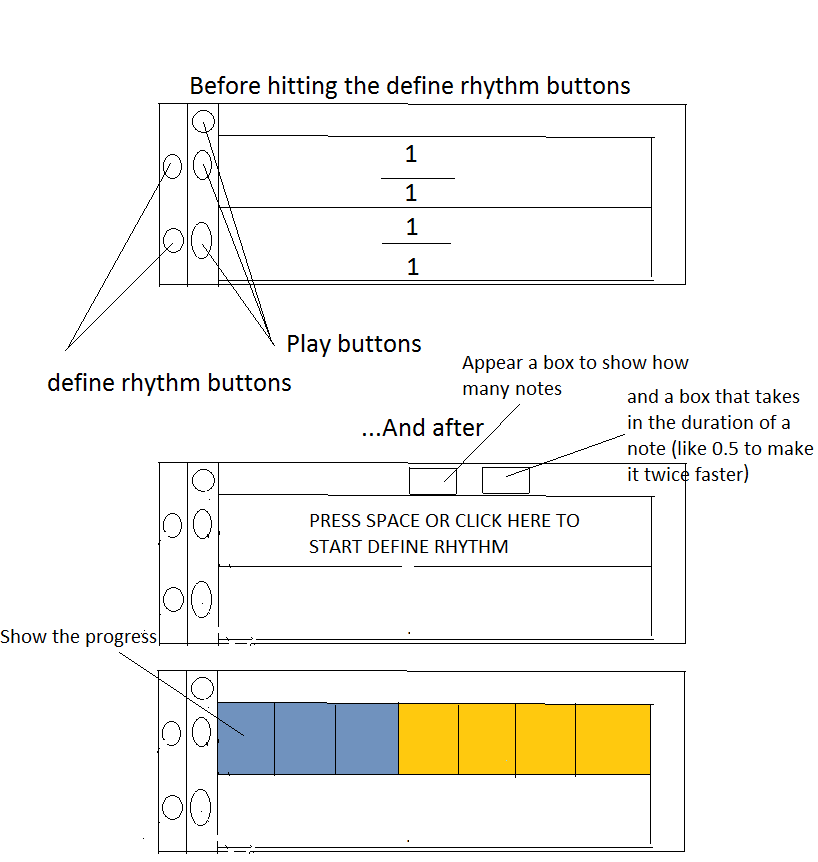 Before hitting the define rhythm buttons
1
1
1
1
Play buttons
define rhythm buttons
Appear a box to show how
many notes
and a box that takes
in the duration of a
note (like 0.5 to make
it twice faster)
...And after
PRESS SPACE OR CLICK HERE TO
START DEFINE RHYTHM
Show the progress